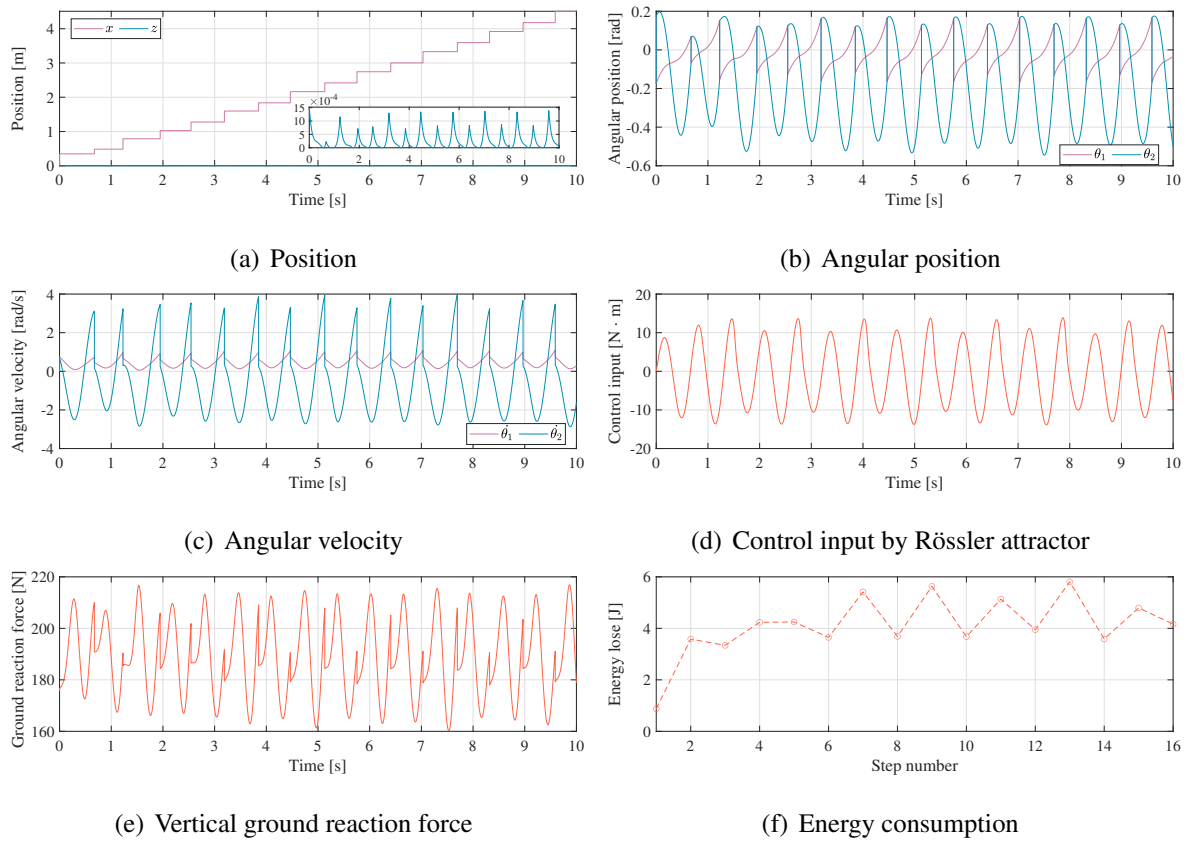 x z
Position [m]
4
3
2
1
0
×10⁻⁴
15
10
5
0
0 2 4 6 8 10
0 1 2 3 4 5 6 7 8 9 10
Time [s]
(a) Position
Angular position [rad]
0.2
0
-0.2
-0.4
-0.6
θ₁ θ₂
0 1 2 3 4 5 6 7 8 9 10
Time [s]
(b) Angular position
Angular velocity [rad/s]
4
2
0
-2
-4
θ̇₁ θ̇₂
0 1 2 3 4 5 6 7 8 9 10
Time [s]
(c) Angular velocity
Control input [N · m]
20
10
0
-10
-20
0 1 2 3 4 5 6 7 8 9 10
Time [s]
(d) Control input by Rössler attractor
Ground reaction force [N]
220
200
180
160
0 1 2 3 4 5 6 7 8 9 10
Time [s]
(e) Vertical ground reaction force
Energy lose [J]
6
4
2
0
2 4 6 8 10 12 14 16
Step number
(f) Energy consumption